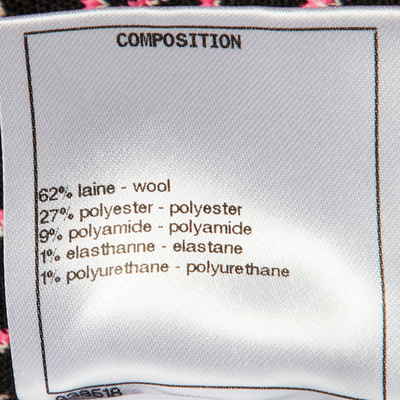 COMPOSITION
62% laine - wool
27% polyester - polyester
9% polyamide - polyamide
1% elasthanne - elastane
1% polyurethane - polyurethane